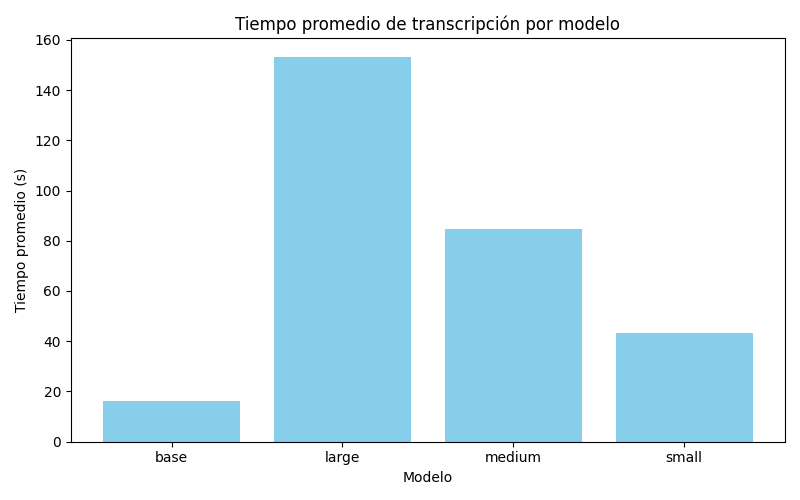 Tiempo promedio de transcripción por modelo
Tiempo promedio (s)
160
140
120
100
80
60
40
20
0
base large medium small
Modelo